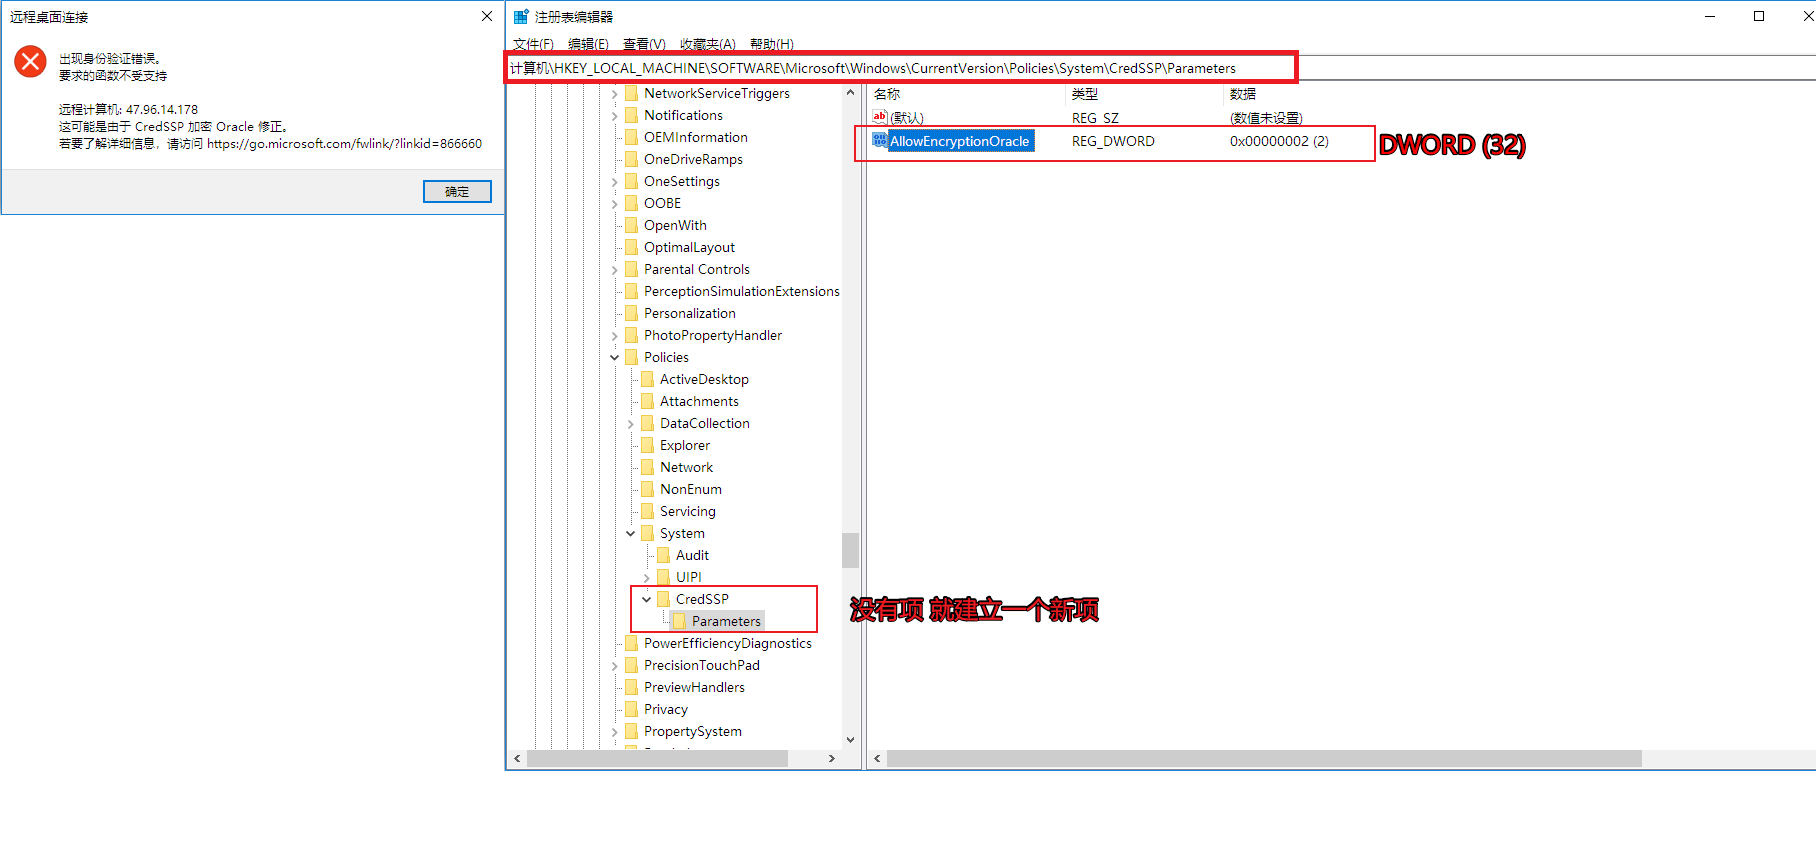 远程桌面连接
出现身份验证错误。
要求的函数不受支持
远程计算机: 47.96.14.178
这可能是由于 CredSSP 加密 Oracle 修正。
若要了解详细信息，请访问 https://go.microsoft.com/fwlink/?linkid=866660
确定
注册表编辑器
文件(F) 编辑(E) 查看(V) 收藏夹(A) 帮助(H)
计算机\HKEY_LOCAL_MACHINE\SOFTWARE\Microsoft\Windows\CurrentVersion\Policies\System\CredSSP\Parameters
NetworkServiceTriggers
Notifications
OEMInformation
OneDriveRamps
OneSettings
OOBE
OpenWith
OptimalLayout
Parental Controls
PerceptionSimulationExtensions
Personalization
PhotoPropertyHandler
Policies
ActiveDesktop
Attachments
DataCollection
Explorer
Network
NonEnum
Servicing
System
Audit
UIPI
CredSSP
Parameters
PowerEfficiencyDiagnostics
PrecisionTouchPad
PreviewHandlers
Privacy
PropertySystem
名称 类型 数据
ab (默认) REG_SZ (数值未设置)
AllowEncryptionOracle REG_DWORD 0x00000002 (2)
DWORD (32)
没有项 就建立一个新项